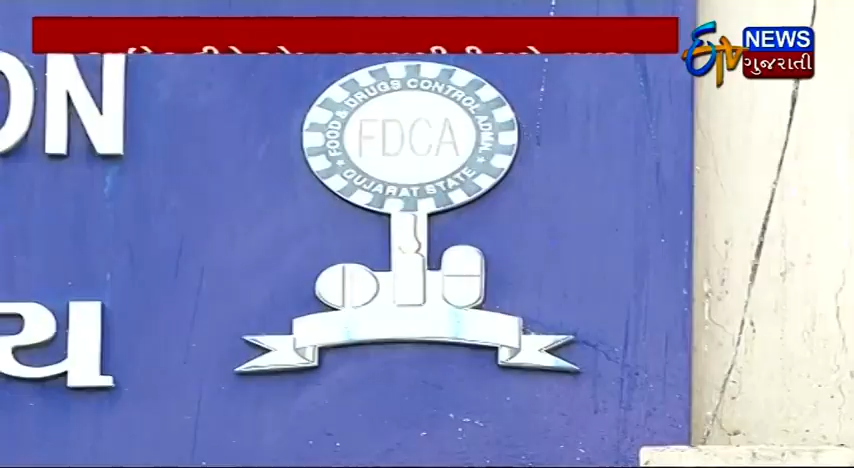 NEWS
ETV
ગુજરાતી
ON
FOOD & DRUGS CONTROL ADMN.
FDCA
* GUJARAT STATE *
ય